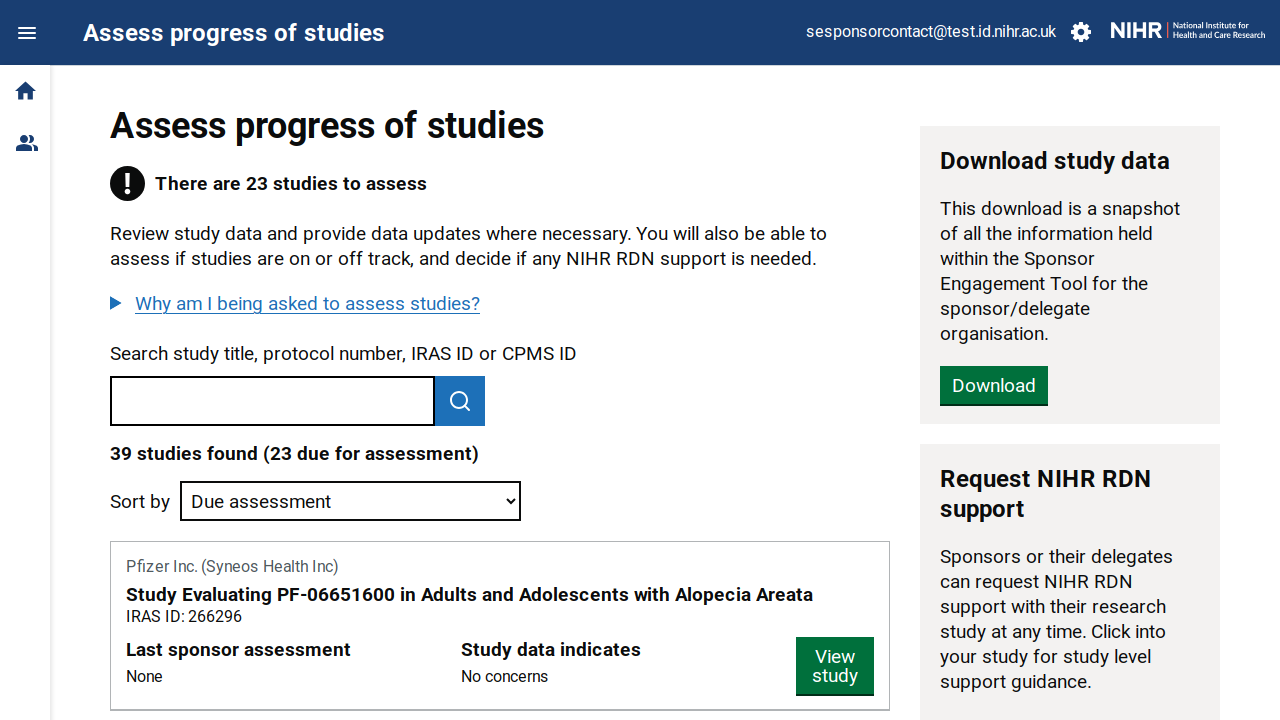 Assess progress of studies
sesponsorcontact@test.id.nihr.ac.uk
NIHR
National Institute for
Health and Care Research
Assess progress of studies
There are 23 studies to assess
Review study data and provide data updates where necessary. You will also be able to
assess if studies are on or off track, and decide if any NIHR RDN support is needed.
Why am I being asked to assess studies?
Search study title, protocol number, IRAS ID or CPMS ID
39 studies found (23 due for assessment)
Sort by
Due assessment
Pfizer Inc. (Syneos Health Inc)
Study Evaluating PF-06651600 in Adults and Adolescents with Alopecia Areata
IRAS ID: 266296
Last sponsor assessment
None
Study data indicates
No concerns
View
study
Download study data
This download is a snapshot
of all the information held
within the Sponsor
Engagement Tool for the
sponsor/delegate
organisation.
Download
Request NIHR RDN
support
Sponsors or their delegates
can request NIHR RDN
support with their research
study at any time. Click into
your study for study level
support guidance.